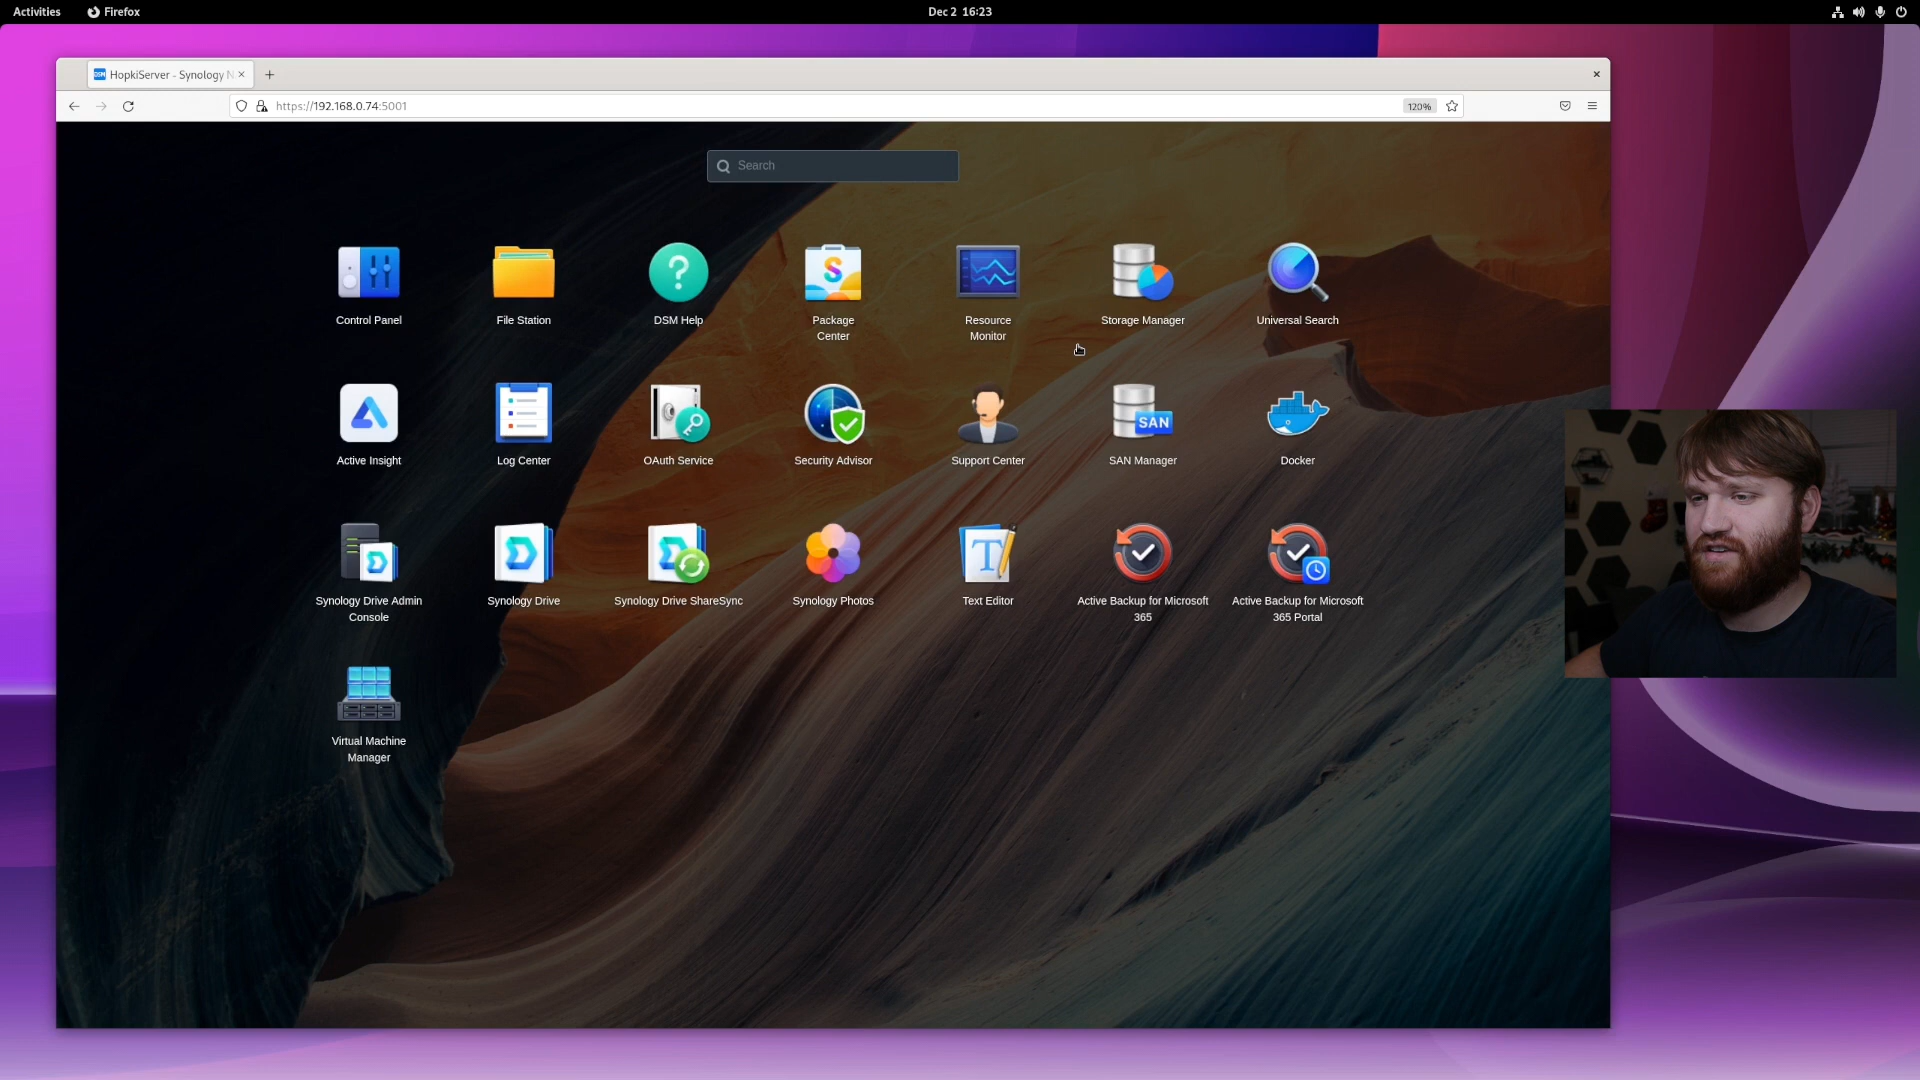 Activities
Firefox
Dec 2 16:23
DSM
HopkiServer - Synology N
https://192.168.0.74:5001
120%
Search
Control Panel
File Station
DSM Help
Package
Center
Resource
Monitor
Storage Manager
Universal Search
Active Insight
Log Center
OAuth Service
Security Advisor
Support Center
SAN
SAN Manager
Docker
Synology Drive Admin
Console
Synology Drive
Synology Drive ShareSync
Synology Photos
Text Editor
Active Backup for Microsoft
365
Active Backup for Microsoft
365 Portal
Virtual Machine
Manager